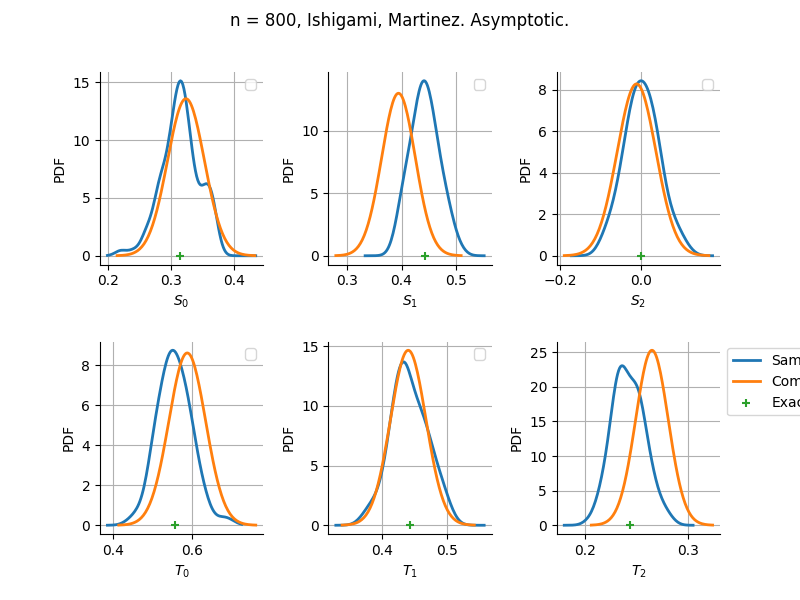 n = 800, Ishigami, Martinez. Asymptotic.
15
10
5
0
PDF
0.2
0.3
0.4
S0
10
5
0
PDF
0.3
0.4
0.5
S1
8
6
4
2
0
PDF
−0.2
0.0
S2
8
6
4
2
0
PDF
0.4
0.6
T0
15
10
5
0
PDF
0.4
0.5
T1
25
20
15
10
5
0
PDF
0.2
0.3
T2
Sam
Com
Exac